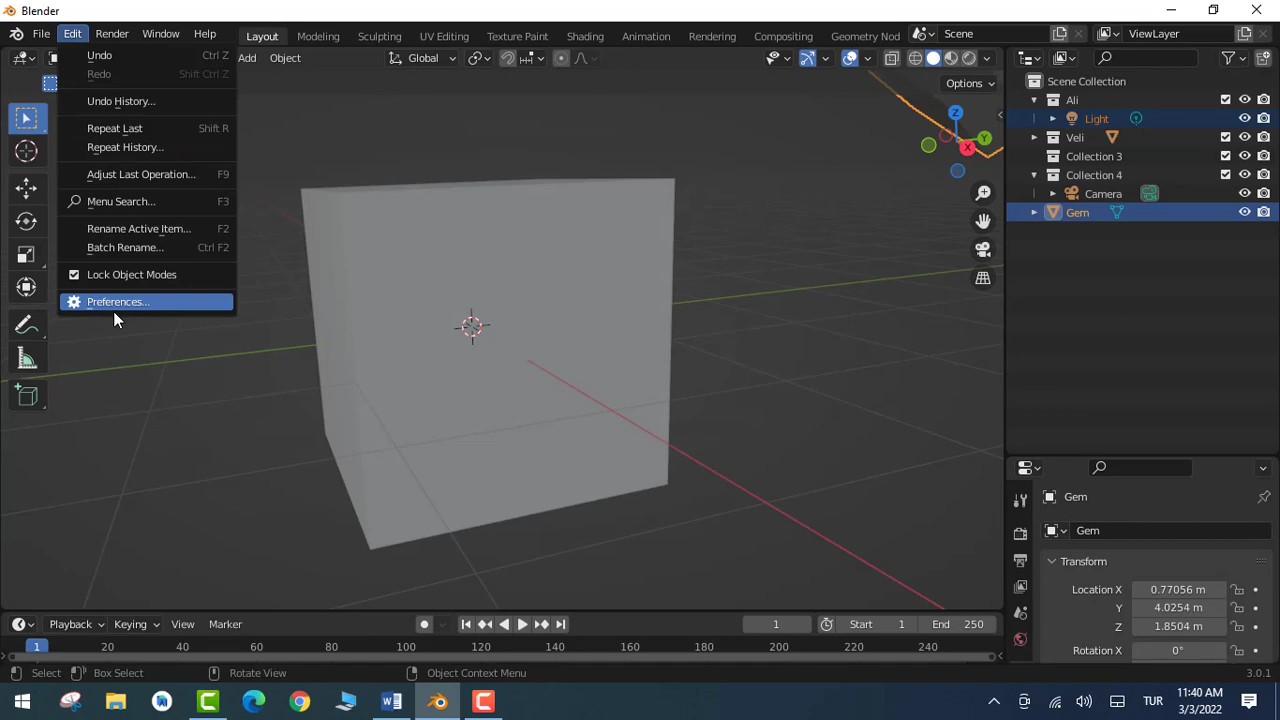 Blender
File Edit Render Window Help Layout Modeling Sculpting UV Editing Texture Paint Shading Animation Rendering Compositing Geometry Nod Scene ViewLayer
Add Object Global
Options
Undo Ctrl Z
Redo Shift Ctrl Z
Undo History...
Repeat Last Shift R
Repeat History...
Adjust Last Operation... F9
Menu Search... F3
Rename Active Item... F2
Batch Rename... Ctrl F2
Lock Object Modes
Preferences...
Z
Y
X
Scene Collection
Ali
Light
Veli
Collection 3
Collection 4
Camera
Gem
Gem
Gem
Transform
Location X 0.77056 m
Y 4.0254 m
Z 1.8504 m
Rotation X 0°
Playback Keying View Marker 1 Start 1 End 250
1 20 40 60 80 100 120 140 160 180 200 220 240
Select Box Select Rotate View Object Context Menu 3.0.1
TUR 11:40 AM
3/3/2022